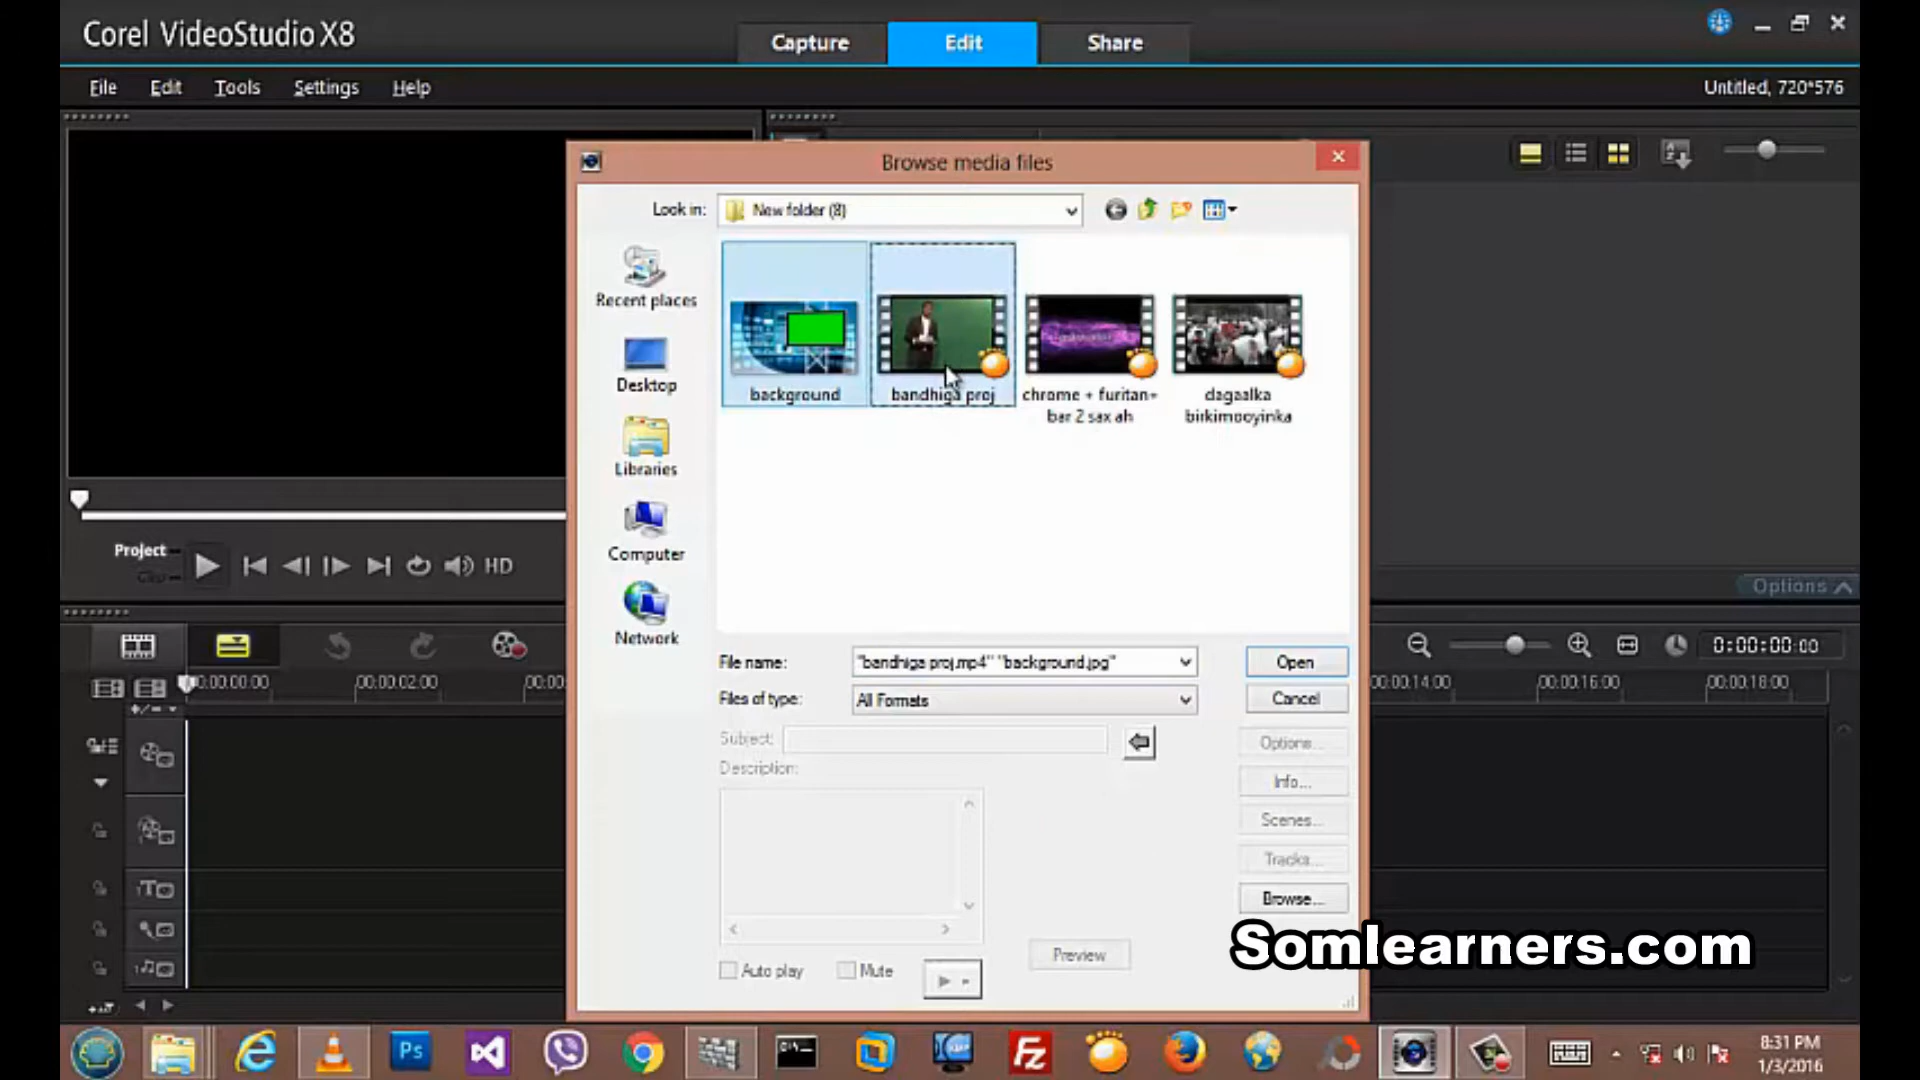 Corel VideoStudio X8
Capture
Edit
Share
File
Edit
Tools
Settings
Help
Untitled, 720*576
Browse media files
Look in:
New folder (8)
Recent places
Desktop
Libraries
Computer
Network
background
bandhiga proj
chrome + furitan+
bar 2 sax ah
dagaalka
birkimooyinka
Project
HD
Options
File name:
"bandhiga proj.mp4" "background.jpg"
Open
Files of type:
All Formats
Cancel
Subject:
Options...
Description:
Info...
Scenes...
Tracks...
Browse...
Auto play
Mute
Preview
0:00:00:00
00:00:00:00
00:00:02:00
00:00:14:00
00:00:16:00
00:00:18:00
Somlearners.com
Ps
Fz
8:31 PM
1/3/2016